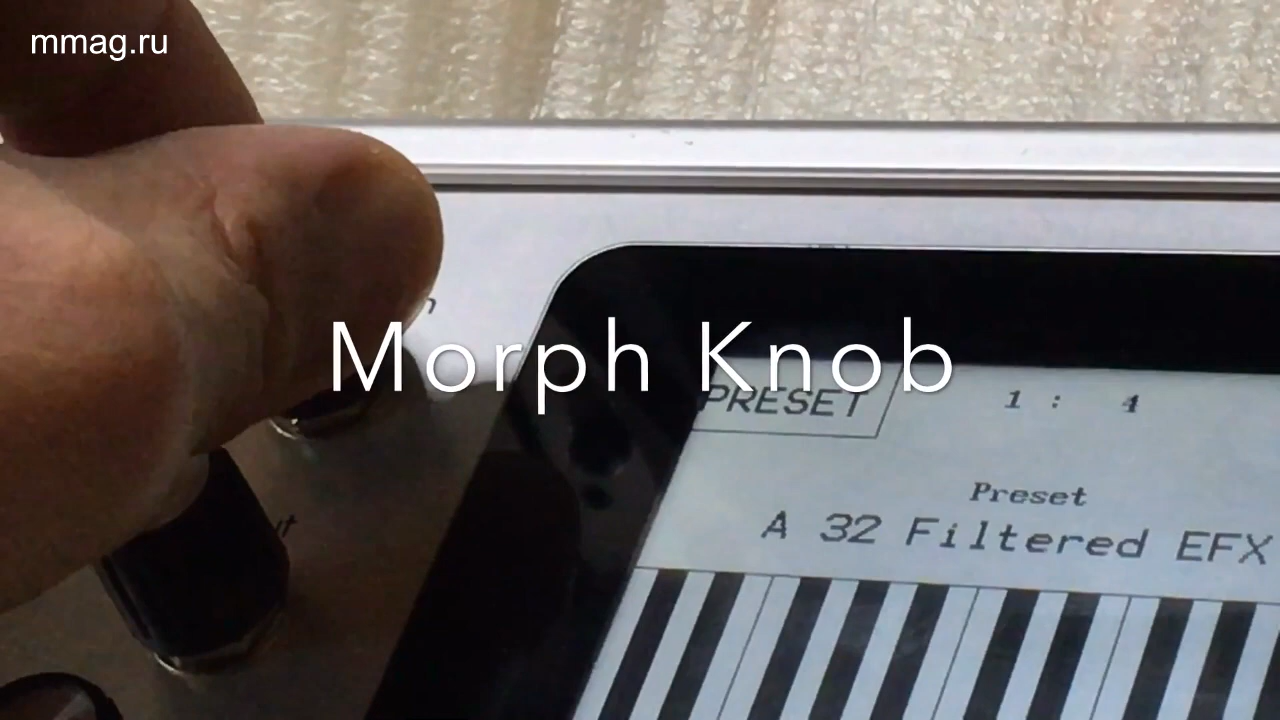 mmag.ru
Morph Knob
PRESET 1 : 4
Preset
A 32 Filtered EFX